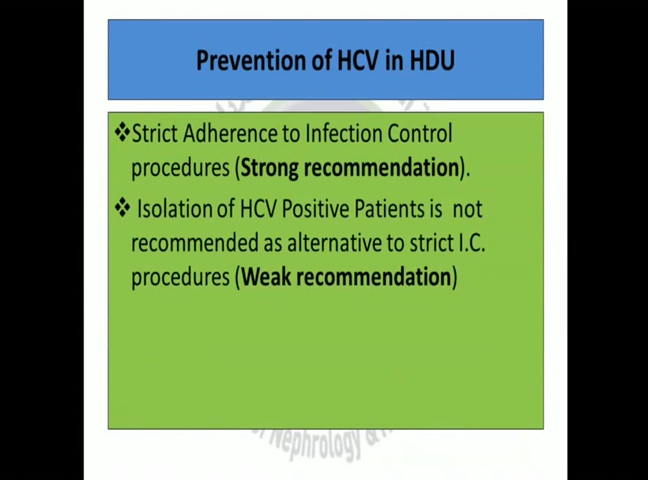 Prevention of HCV in HDU
❖Strict Adherence to Infection Control
procedures (Strong recommendation).
❖ Isolation of HCV Positive Patients is not
recommended as alternative to strict I.C.
procedures (Weak recommendation)
Nephrology &